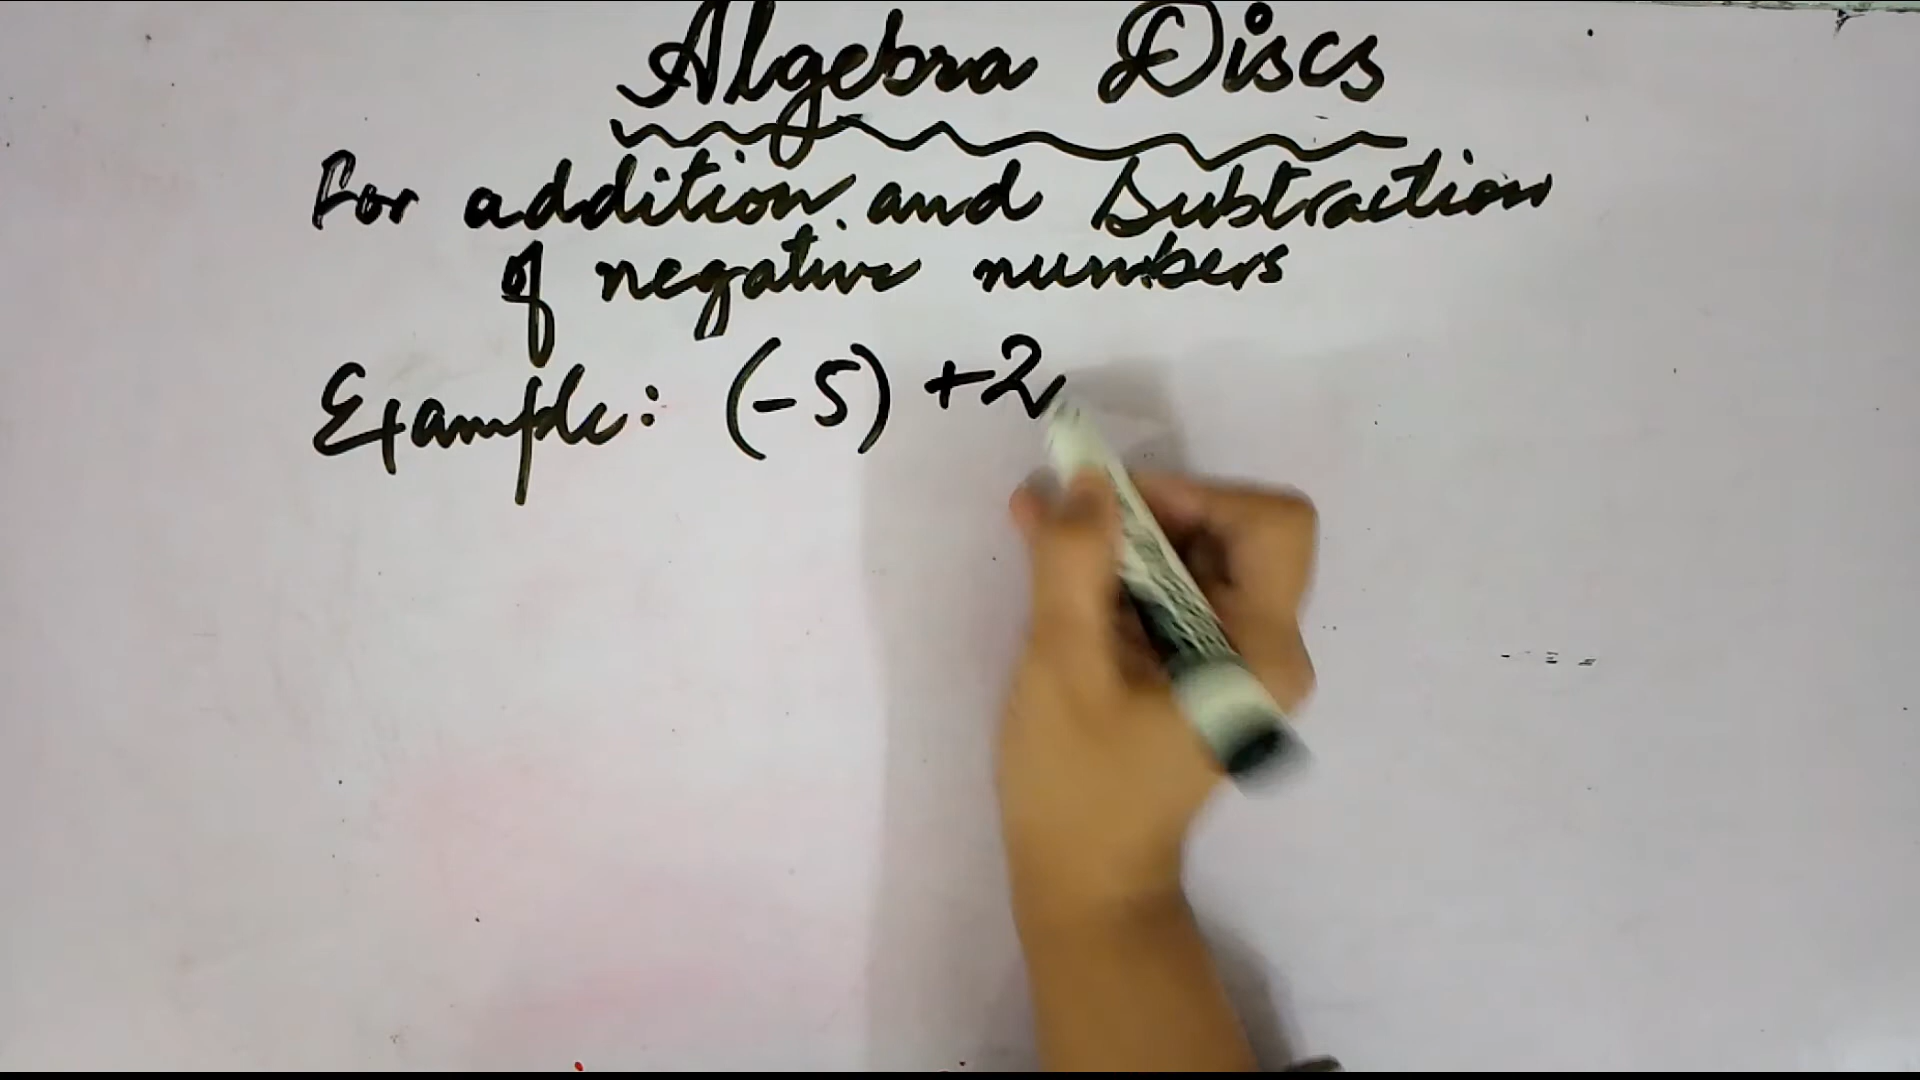 Algebra Discs
For addition and Subtraction
of negative numbers
Example: (-5) +2